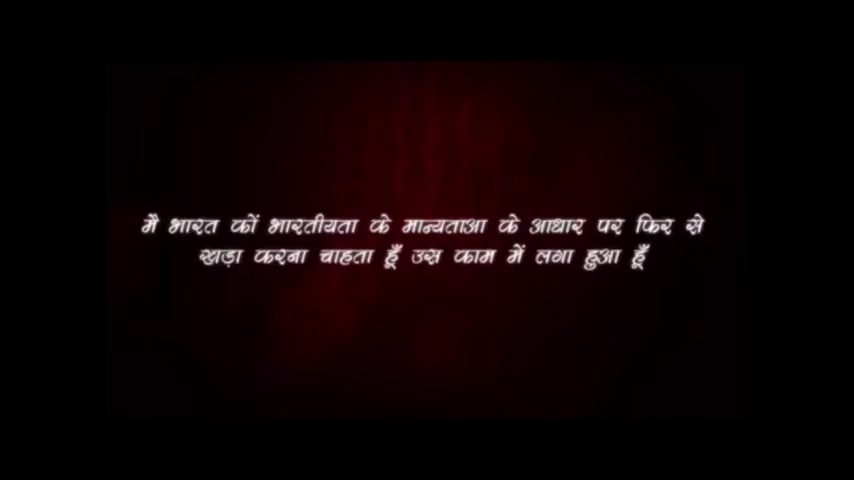 मै भारत कों भारतीयता के मान्यताआ के आधार पर फिर से
खड़ा करना चाहता हूँ उस काम में लगा हुआ हूँ